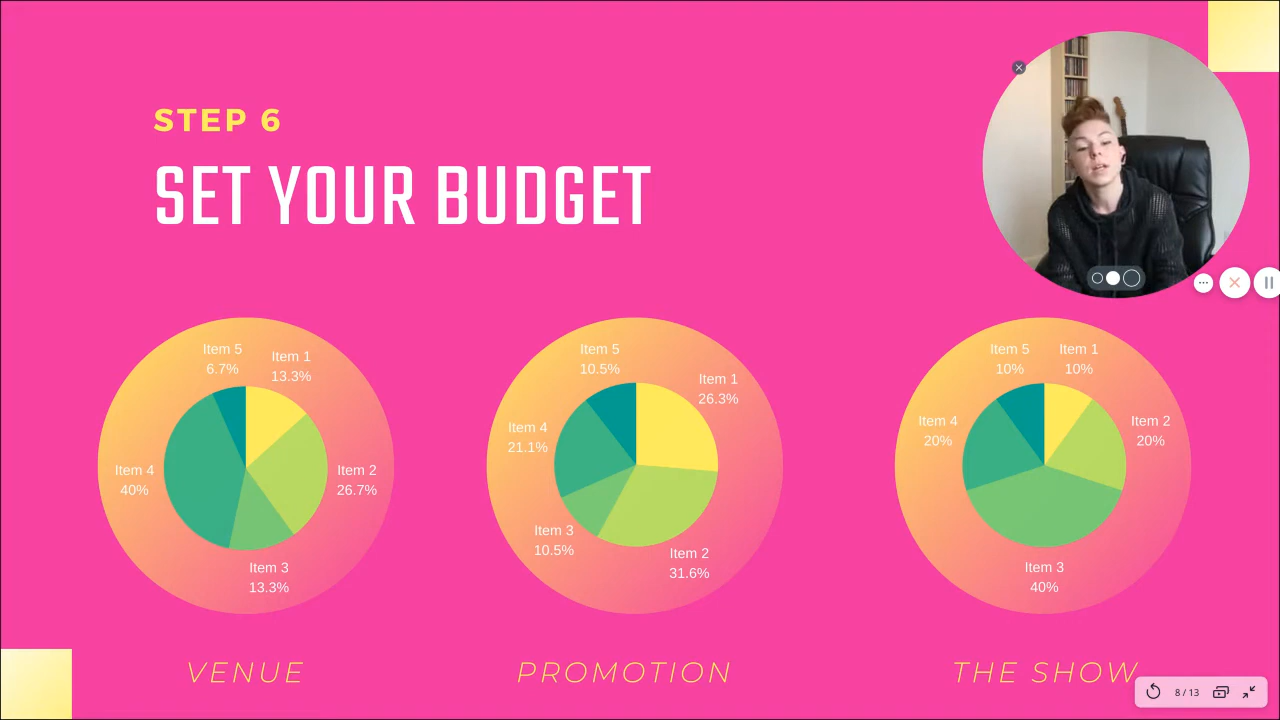 STEP 6
SET YOUR BUDGET
Item 5
6.7%
Item 1
13.3%
Item 4
40%
Item 2
26.7%
Item 3
13.3%
VENUE
Item 5
10.5%
Item 1
26.3%
Item 4
21.1%
Item 3
10.5%
Item 2
31.6%
PROMOTION
Item 5
10%
Item 1
10%
Item 4
20%
Item 2
20%
Item 3
40%
THE SHOW
8 / 13